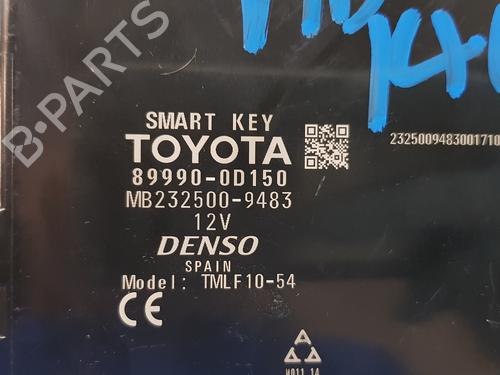 SMART KEY
TOYOTA
89990-0D150
MB232500-9483
12V
DENSO
SPAIN
Model: TMLF10-54
CE
2325009483001710
B-PARTS